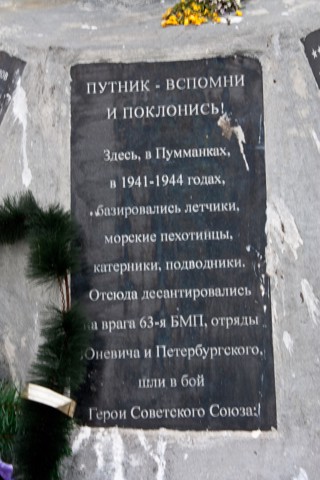 ПУТНИК - ВСПОМНИ
И ПОКЛОНИСЬ!
Здесь, в Пумманках,
в 1941-1944 годах,
базировались летчики,
морские пехотинцы,
катерники, подводники.
Отсюда десантировались
на врага 63-я БМП, отряды
Юневича и Петербургского,
шли в бой
Герои Советского Союза: